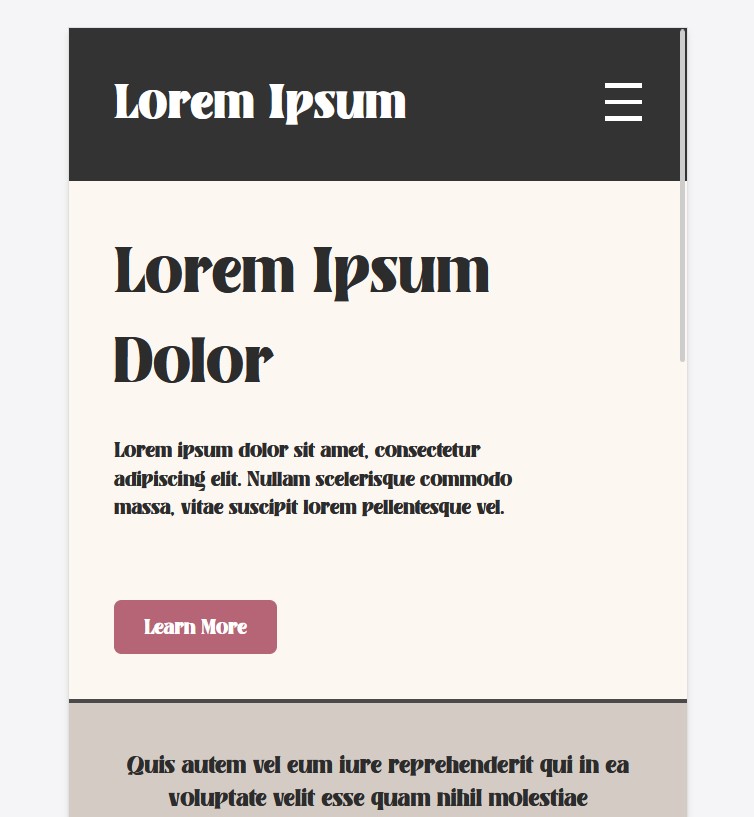 Lorem Ipsum
Lorem Ipsum
Dolor
Lorem ipsum dolor sit amet, consectetur
adipiscing elit. Nullam scelerisque commodo
massa, vitae suscipit lorem pellentesque vel.
Learn More
Quis autem vel eum iure reprehenderit qui in ea
voluptate velit esse quam nihil molestiae